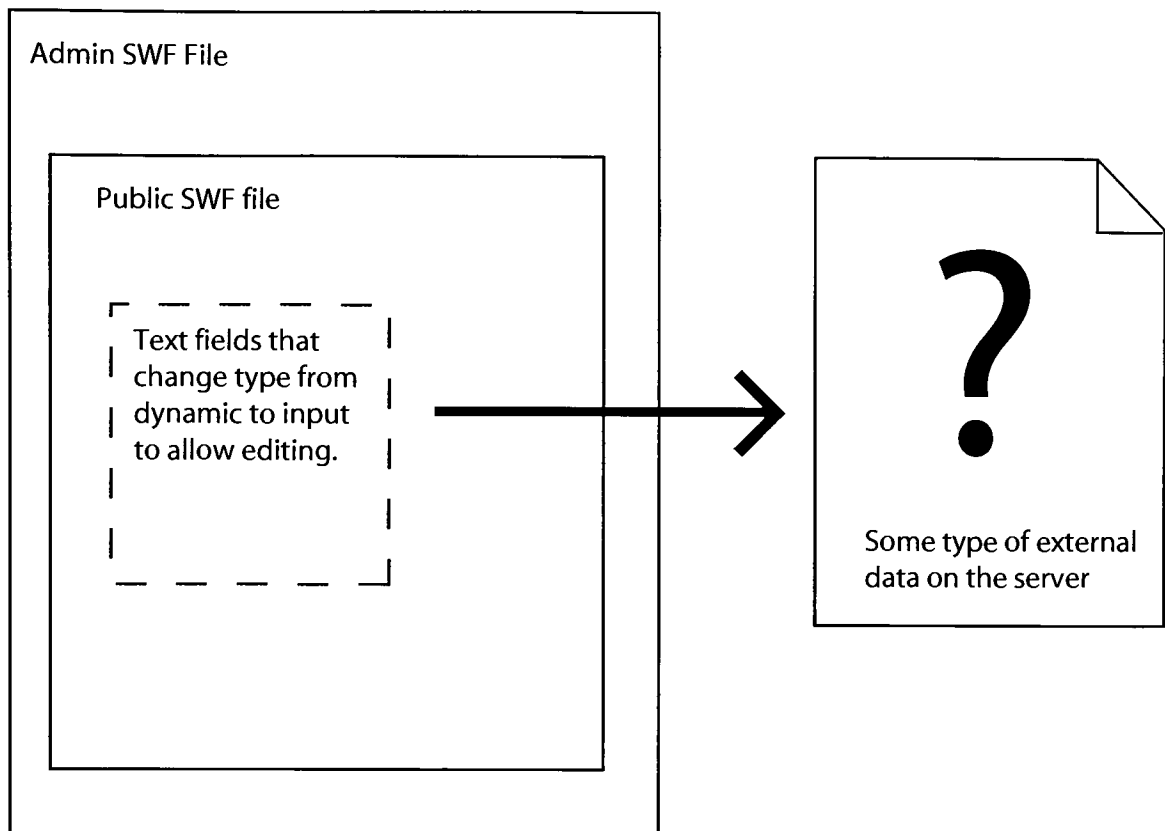 Admin SWF File
Public SWF file
Text fields that
change type from
dynamic to input
to allow editing.
?
Some type of external
data on the server